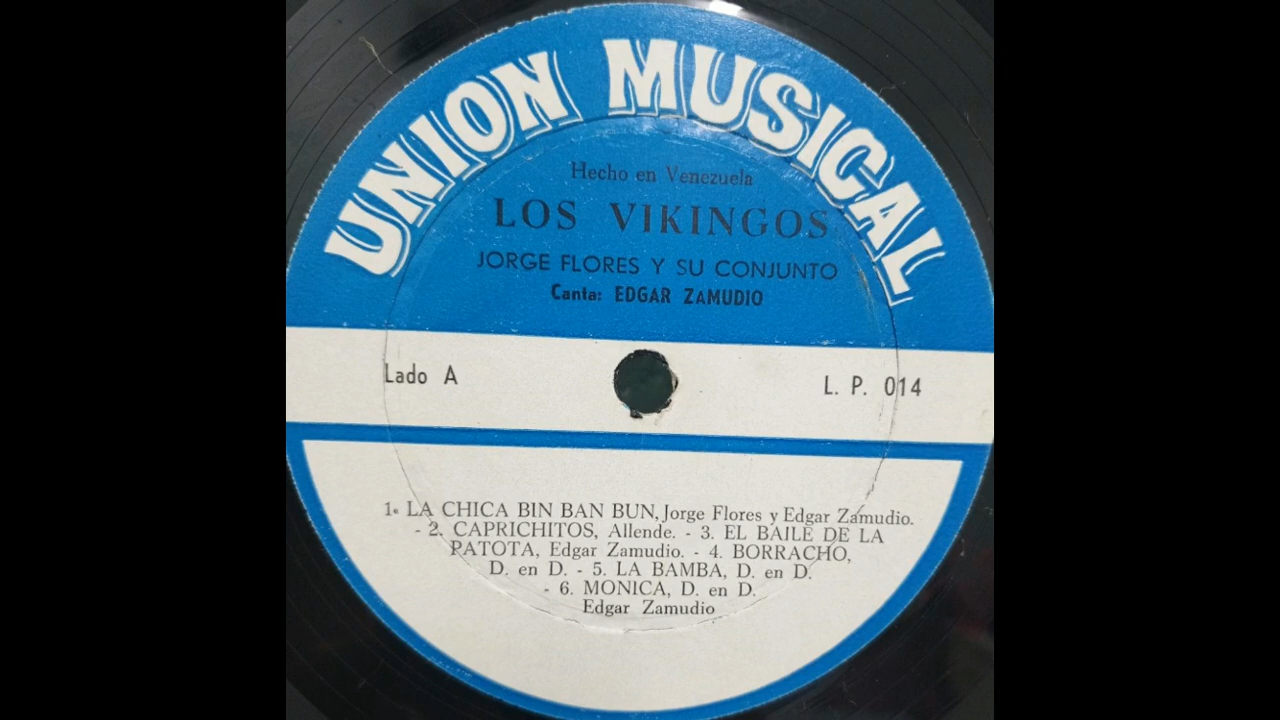 UNION MUSICAL
Hecho en Venezuela
LOS VIKINGOS
JORGE FLORES Y SU CONJUNTO
Canta: EDGAR ZAMUDIO
Lado A
L. P. 014
1. LA CHICA BIN BAN BUN, Jorge Flores y Edgar Zamudio.
- 2. CAPRICHITOS, Allende. - 3. EL BAILE DE LA
PATOTA, Edgar Zamudio. - 4. BORRACHO,
D. en D. - 5. LA BAMBA, D. en D.
- 6. MONICA, D. en D.
Edgar Zamudio